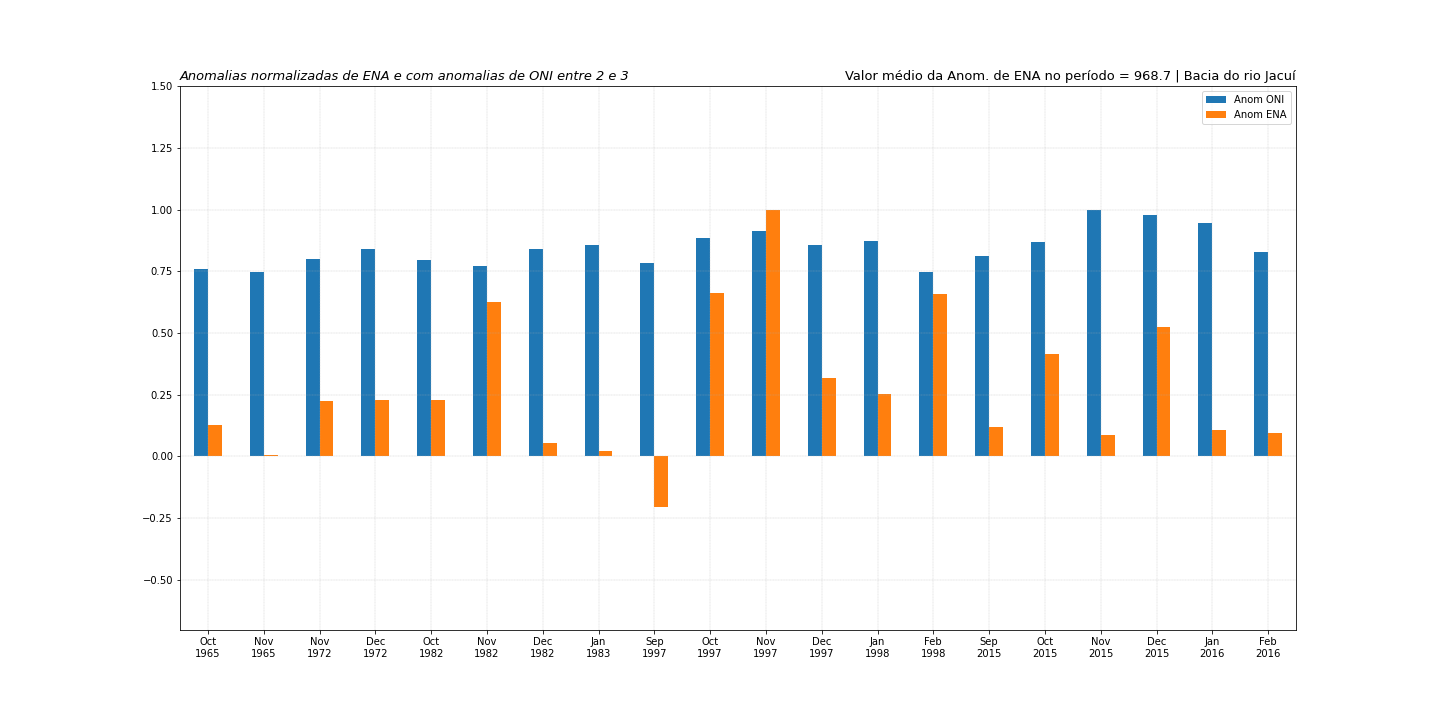 Anomalias normalizadas de ENA e com anomalias de ONI entre 2 e 3
Valor médio da Anom. de ENA no período = 968.7 | Bacia do rio Jacuí
Anom ONI
Anom ENA
1.50
1.25
1.00
0.75
0.50
0.25
0.00
−0.25
−0.50
Oct Nov Nov Dec Oct Nov Dec Jan Sep Oct Nov Dec Jan Feb Sep Oct Nov Dec Jan Feb
1965 1965 1972 1972 1982 1982 1982 1983 1997 1997 1997 1997 1998 1998 2015 2015 2015 2015 2016 2016